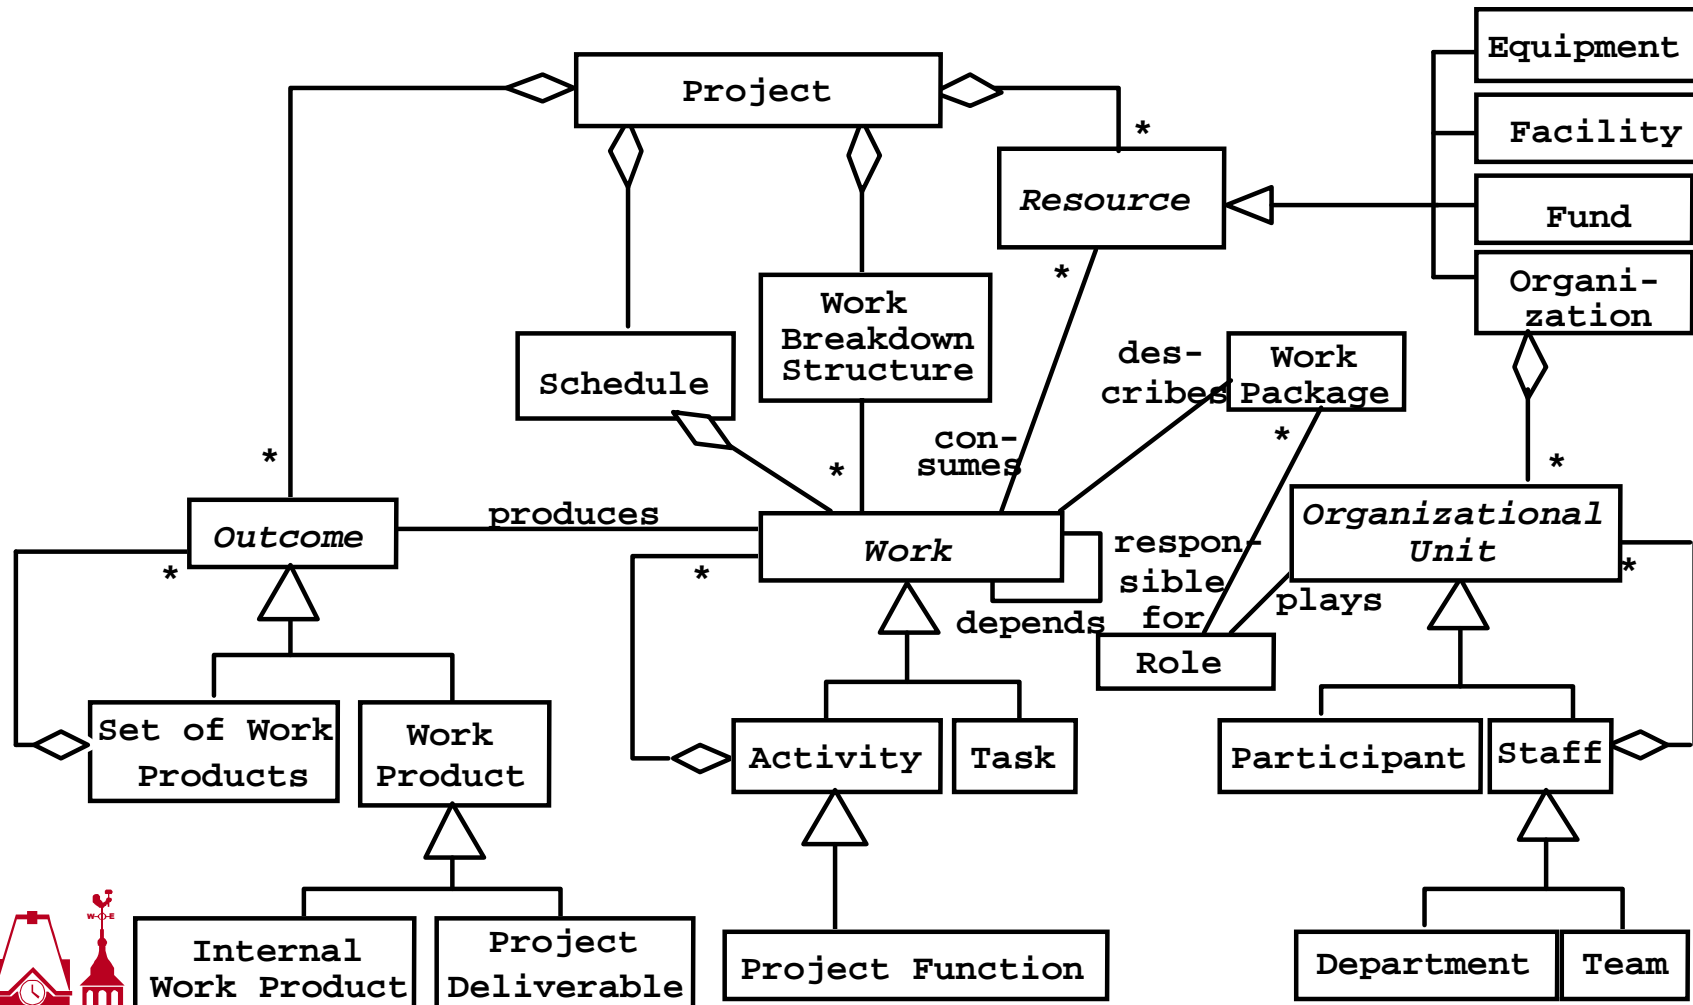 Equipment
Project
Facility
*
Resource
Fund
*
Organi-
zation
Work
Breakdown
Structure
des-
cribes
Work
Package
Schedule
*
con-
sumes
*
*
*
produces
Outcome
Work
Organizational
Unit
*
*
*
respon-
sible
for
depends
plays
Role
Set of Work
Products
Work
Product
Activity
Task
Participant
Staff
Internal
Work Product
Project
Deliverable
Project Function
Department
Team
W
E